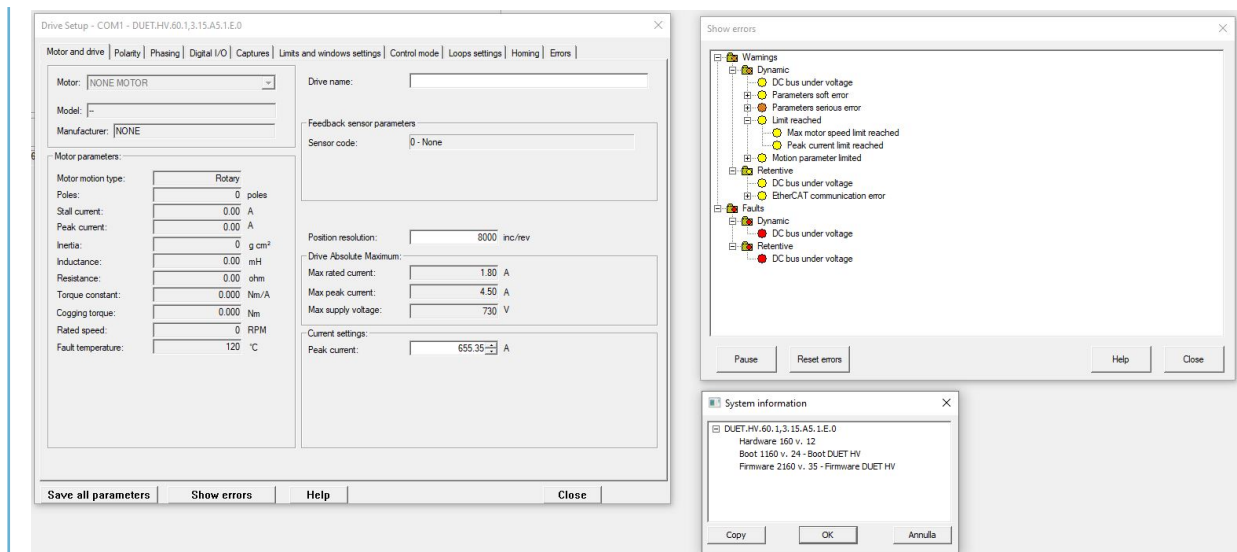 Drive Setup - COM1 - DUET.HV.60.1,3.15.A5.1.E.0
Motor and drive Polarity Phasing Digital I/O Captures Limits and windows settings Control mode Loops settings Homing Errors
Motor: NONE MOTOR
Model: -
Manufacturer: NONE
Motor parameters:
Motor motion type: Rotary
Poles: 0 poles
Stall current: 0.00 A
Peak current: 0.00 A
Inertia: 0 g cm²
Inductance: 0.00 mH
Resistance: 0.00 ohm
Torque constant: 0.000 Nm/A
Cogging torque: 0.000 Nm
Rated speed: 0 RPM
Fault temperature: 120 °C
Drive name:
Feedback sensor parameters
Sensor code: 0 - None
Position resolution: 8000 inc/rev
Drive Absolute Maximum:
Max rated current: 1.80 A
Max peak current: 4.50 A
Max supply voltage: 730 V
Current settings:
Peak current: 655.35 A
Save all parameters Show errors Help Close
Show errors
Warnings
Dynamic
DC bus under voltage
Parameters soft error
Parameters serious error
Limit reached
Max motor speed limit reached
Peak current limit reached
Motion parameter limited
Retentive
DC bus under voltage
EtherCAT communication error
Faults
Dynamic
DC bus under voltage
Retentive
DC bus under voltage
Pause Reset errors Help Close
System information
DUET.HV.60.1,3.15.A5.1.E.0
Hardware 160 v. 12
Boot 1160 v. 24 - Boot DUET HV
Firmware 2160 v. 35 - Firmware DUET HV
Copy OK Annulla
6